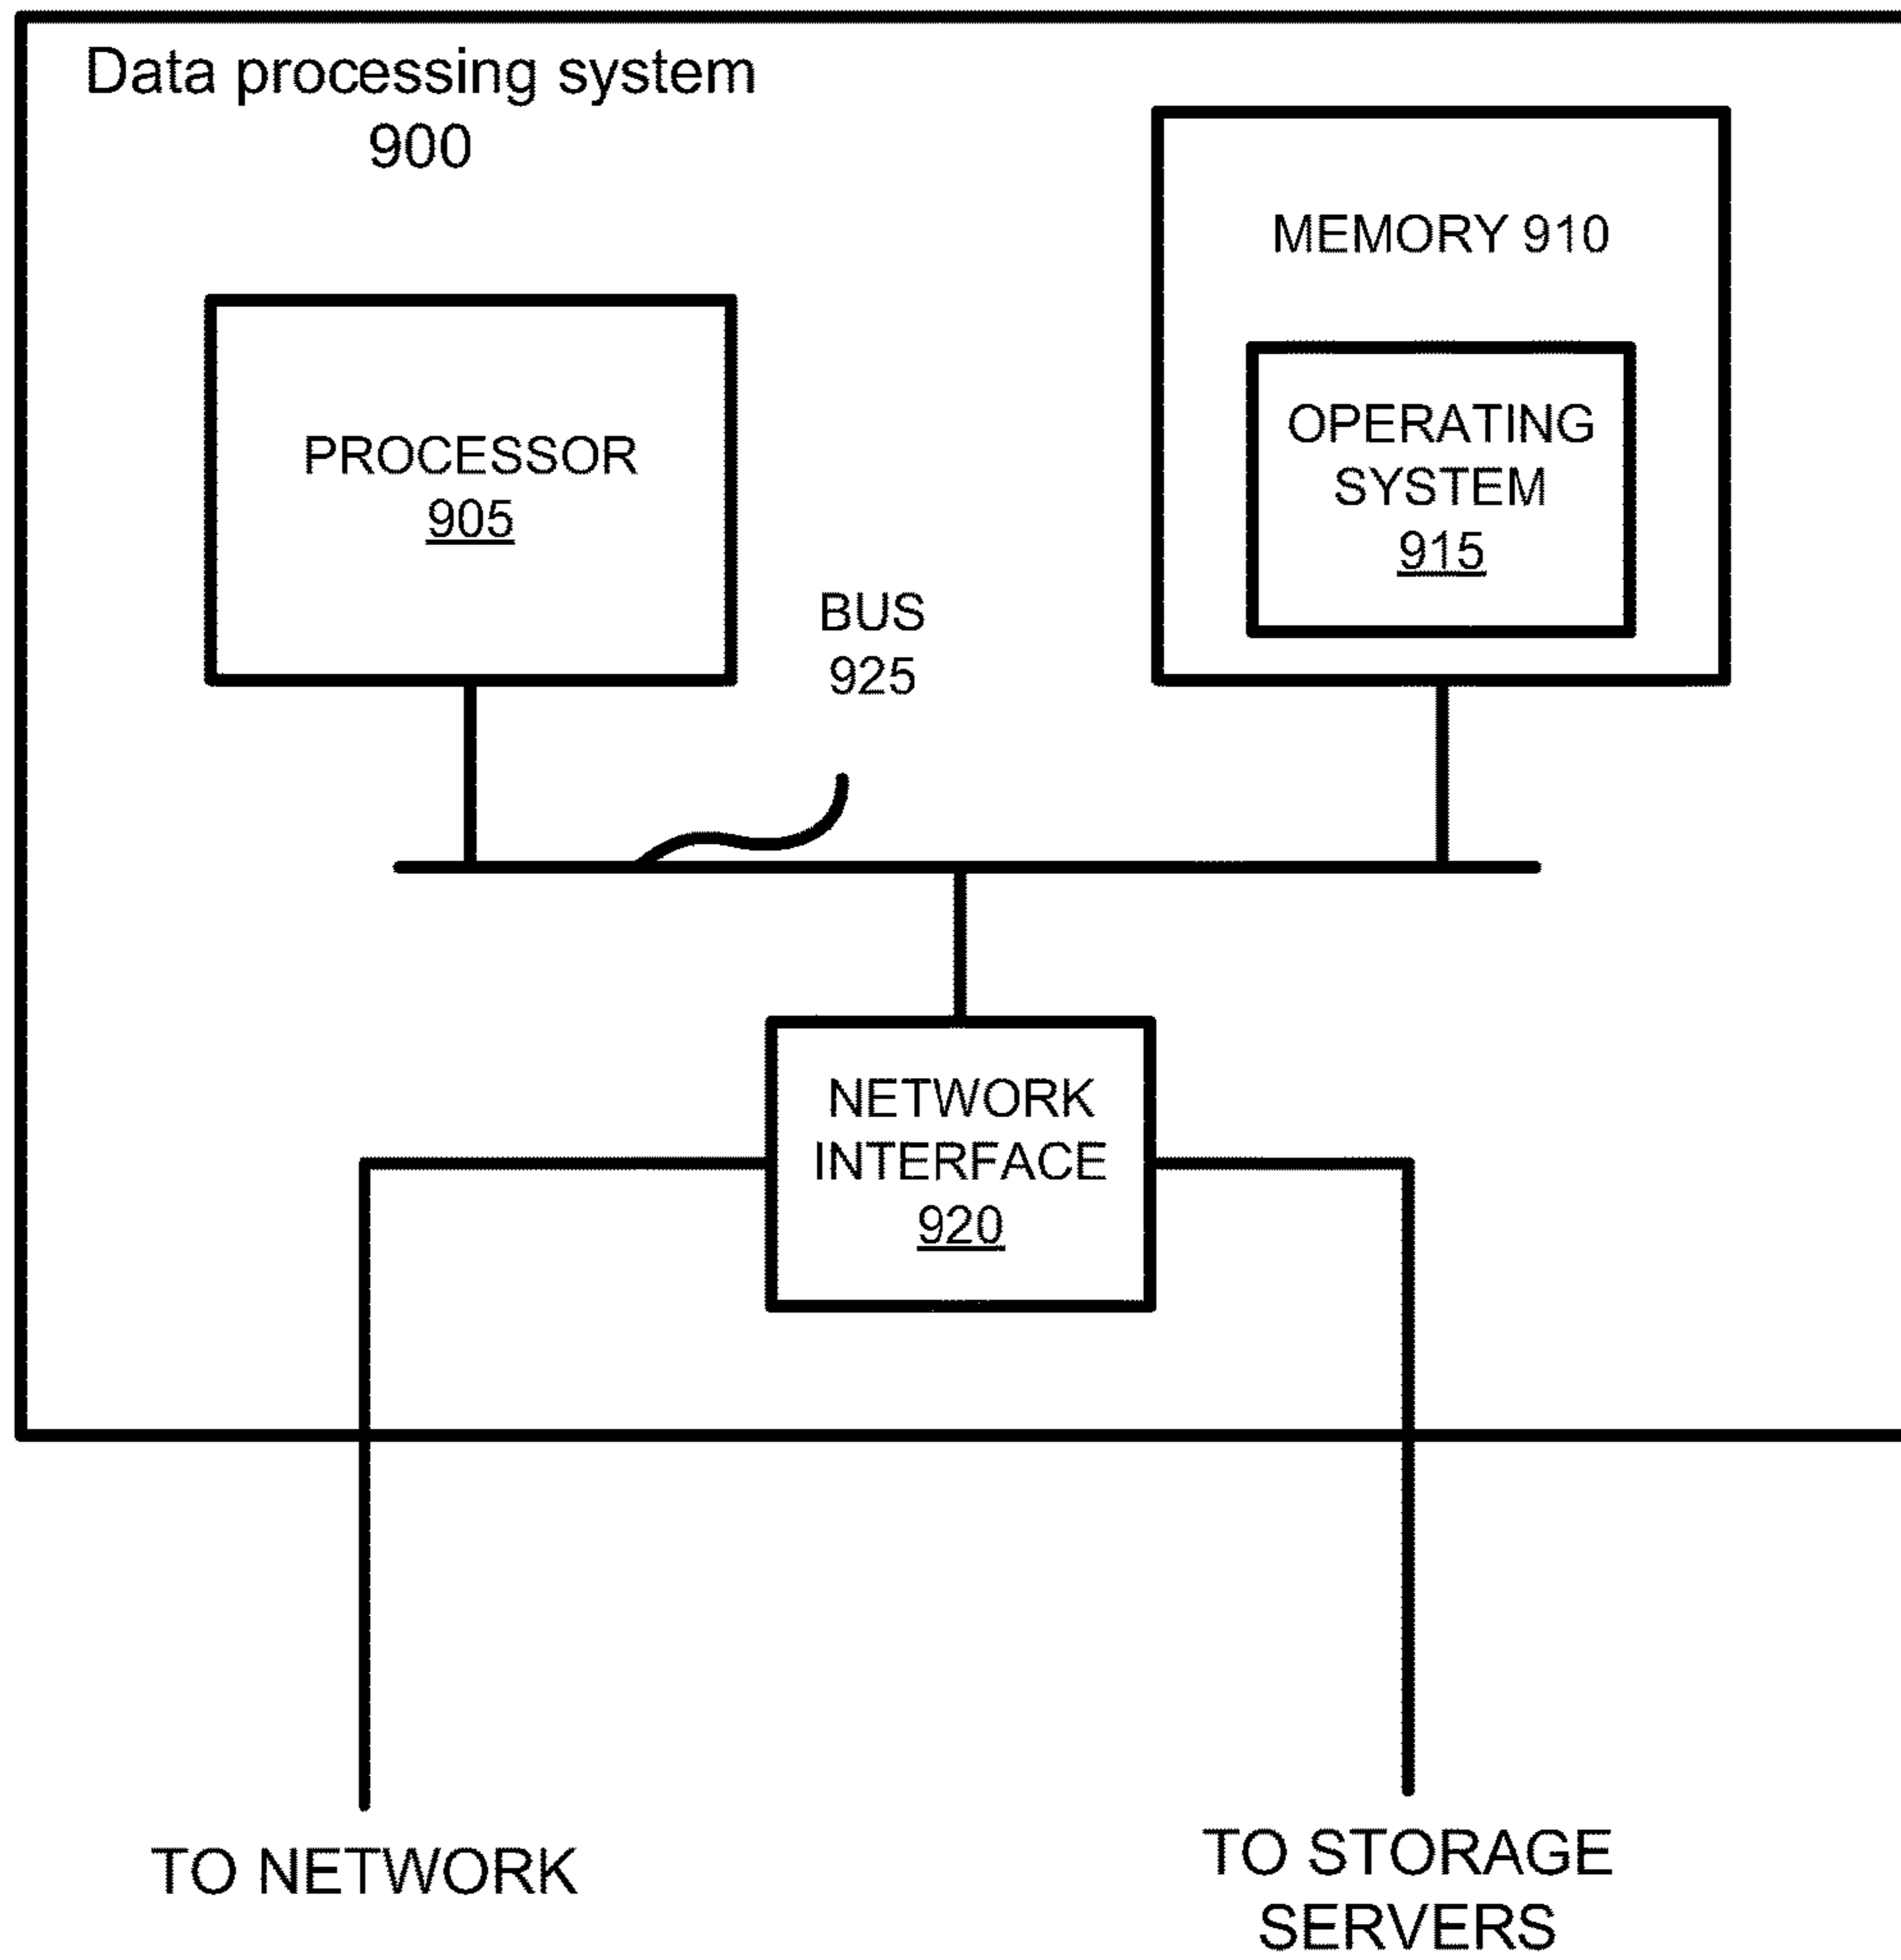 Data processing system
900
MEMORY 910
PROCESSOR
905
OPERATING
SYSTEM
915
BUS
925
NETWORK
INTERFACE
920
TO NETWORK
TO STORAGE
SERVERS